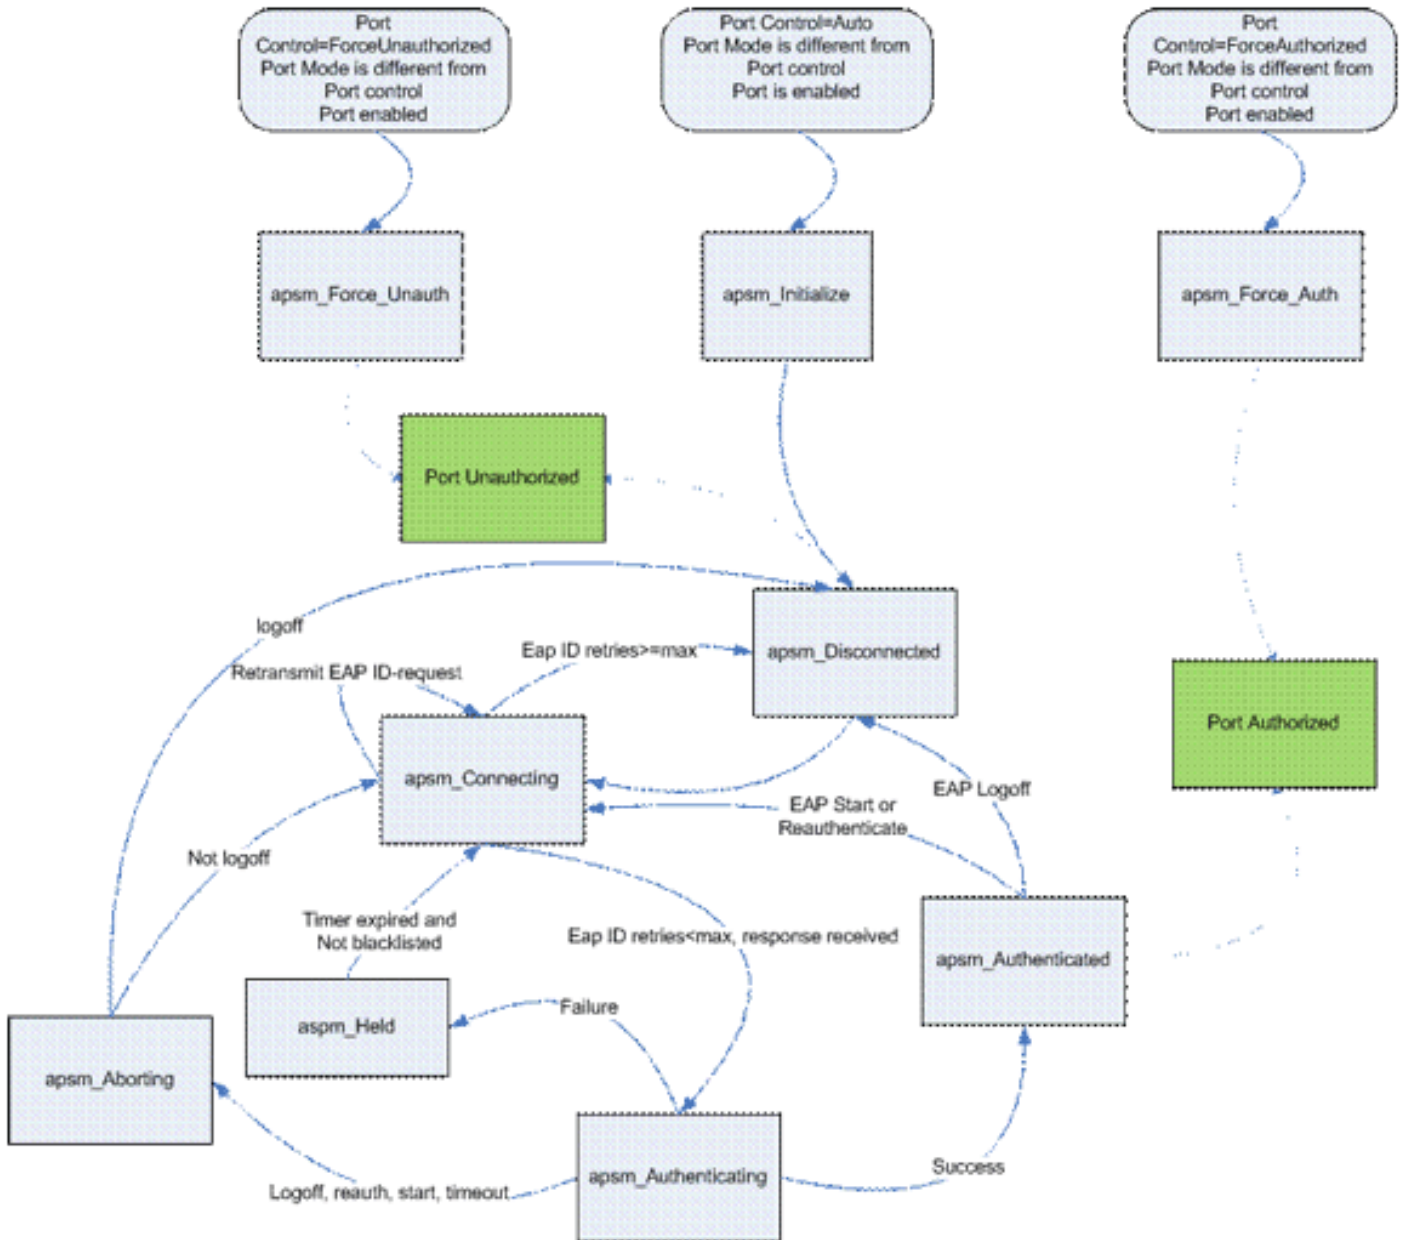 Port
Control=ForceUnauthorized
Port Mode is different from
Port control
Port enabled
Port Control=Auto
Port Mode is different from
Port control
Port is enabled
Port
Control=ForceAuthorized
Port Mode is different from
Port control
Port enabled
apsm_Force_Unauth
apsm_Initialize
apsm_Force_Auth
Port Unauthorized
logoff
Eap ID retries>=max
apsm_Disconnected
Retransmit EAP ID-request
Port Authorized
apsm_Connecting
EAP Logoff
EAP Start or
Reauthenticate
Not logoff
Timer expired and
Not blacklisted
Eap ID retries<max, response received
apsm_Authenticated
Failure
aspm_Held
apsm_Aborting
Success
apsm_Authenticating
Logoff, reauth, start, timeout